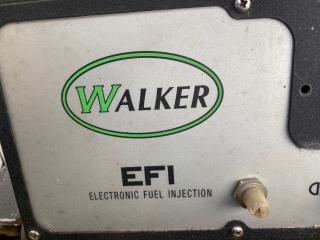 WALKER
EFI
ELECTRONIC FUEL INJECTION